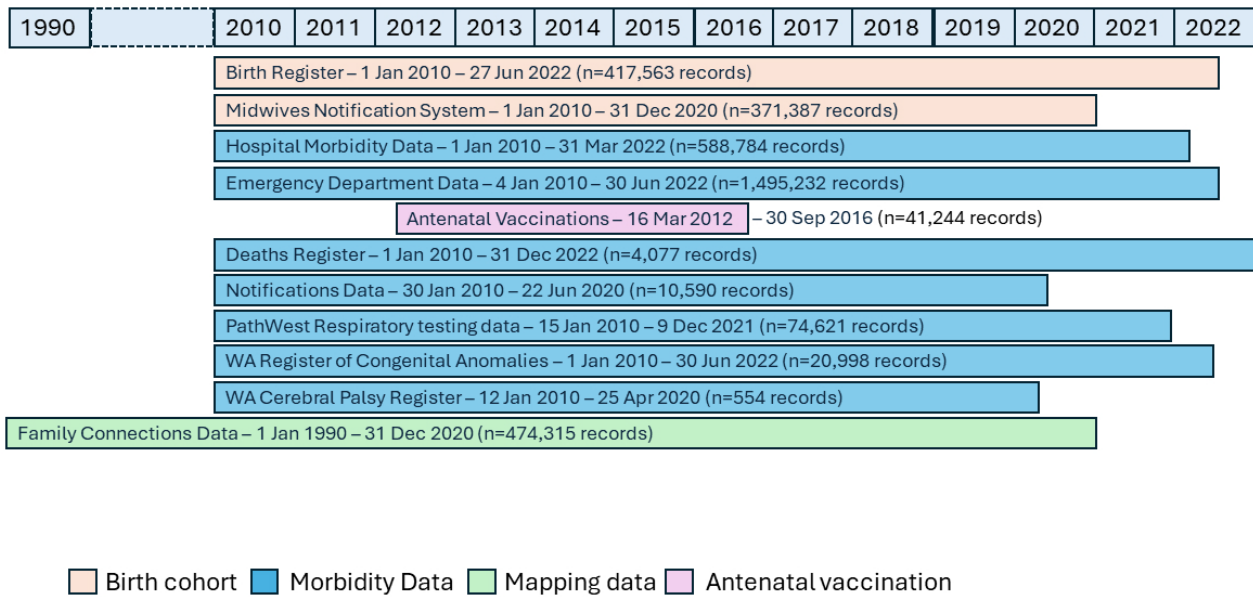 1990 2010 2011 2012 2013 2014 2015 2016 2017 2018 2019 2020 2021 2022
Birth Register – 1 Jan 2010 – 27 Jun 2022 (n=417,563 records)
Midwives Notification System – 1 Jan 2010 – 31 Dec 2020 (n=371,387 records)
Hospital Morbidity Data – 1 Jan 2010 – 31 Mar 2022 (n=588,784 records)
Emergency Department Data – 4 Jan 2010 – 30 Jun 2022 (n=1,495,232 records)
Antenatal Vaccinations – 16 Mar 2012 – 30 Sep 2016 (n=41,244 records)
Deaths Register – 1 Jan 2010 – 31 Dec 2022 (n=4,077 records)
Notifications Data – 30 Jan 2010 – 22 Jun 2020 (n=10,590 records)
PathWest Respiratory testing data – 15 Jan 2010 – 9 Dec 2021 (n=74,621 records)
WA Register of Congenital Anomalies – 1 Jan 2010 – 30 Jun 2022 (n=20,998 records)
WA Cerebral Palsy Register – 12 Jan 2010 – 25 Apr 2020 (n=554 records)
Family Connections Data – 1 Jan 1990 – 31 Dec 2020 (n=474,315 records)
Birth cohort Morbidity Data Mapping data Antenatal vaccination